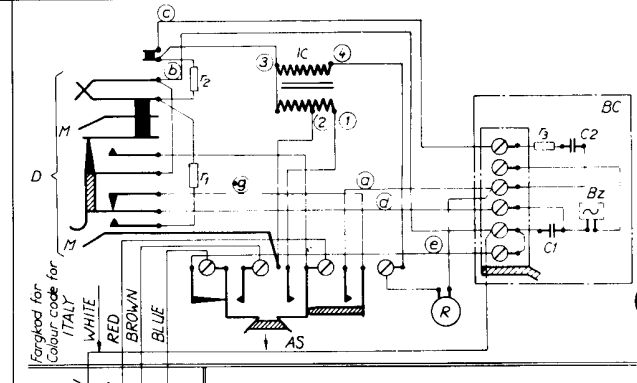 c
IC
3
4
b
r2
2
1
BC
M
D
r3
C2
r1
g
a
d
Bz
C1
M
e
R
AS
Färgkod för
Colour code for
ITALY
WHITE
RED
BROWN
BLUE